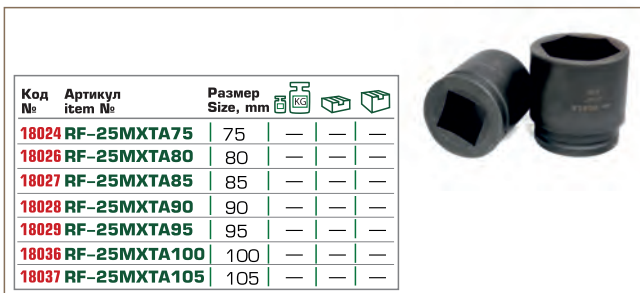 Код Артикул Размер
№ item № Size, mm KG
18024 RF-25MXTA75 75 — — —
18026 RF-25MXTA80 80 — — —
18027 RF-25MXTA85 85 — — —
18028 RF-25MXTA90 90 — — —
18029 RF-25MXTA95 95 — — —
18036 RF-25MXTA100 100 — — —
18037 RF-25MXTA105 105 — — —